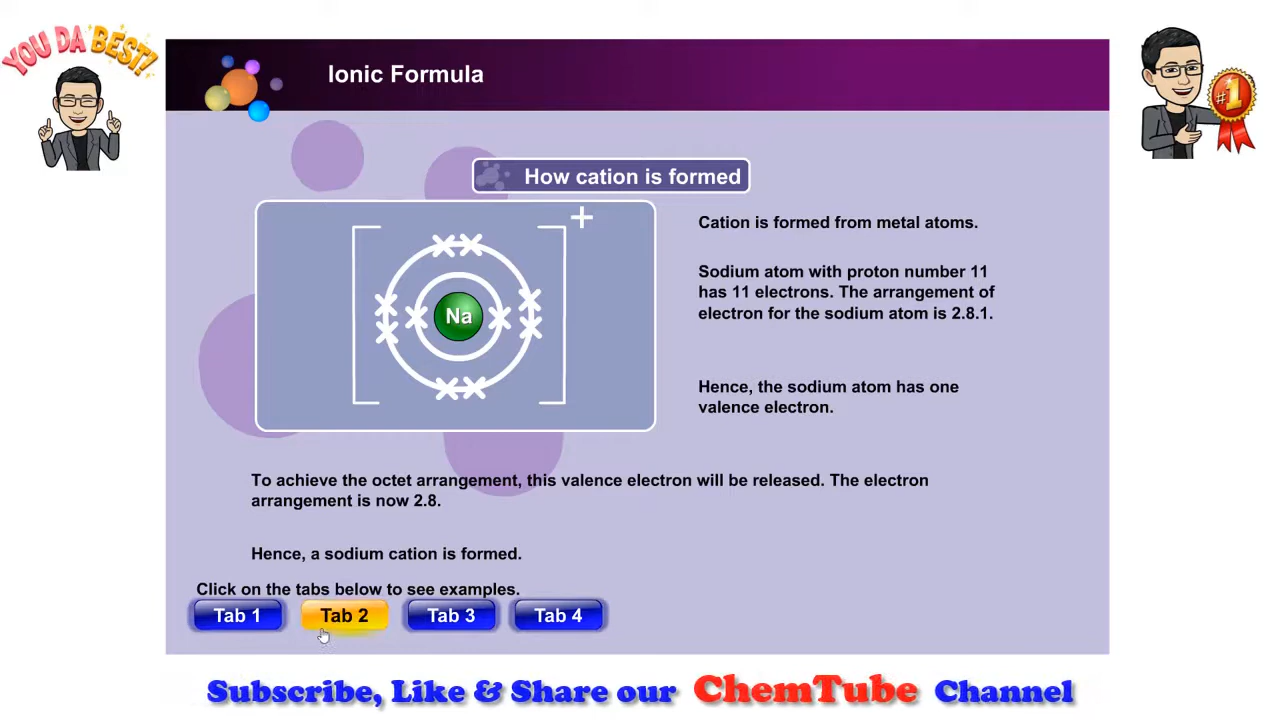 YOU DA BEST!
#1
Ionic Formula
How cation is formed
+
Na
Cation is formed from metal atoms.
Sodium atom with proton number 11
has 11 electrons. The arrangement of
electron for the sodium atom is 2.8.1.
Hence, the sodium atom has one
valence electron.
To achieve the octet arrangement, this valence electron will be released. The electron
arrangement is now 2.8.
Hence, a sodium cation is formed.
Click on the tabs below to see examples.
Tab 1 Tab 2 Tab 3 Tab 4
Subscribe, Like & Share our ChemTube Channel